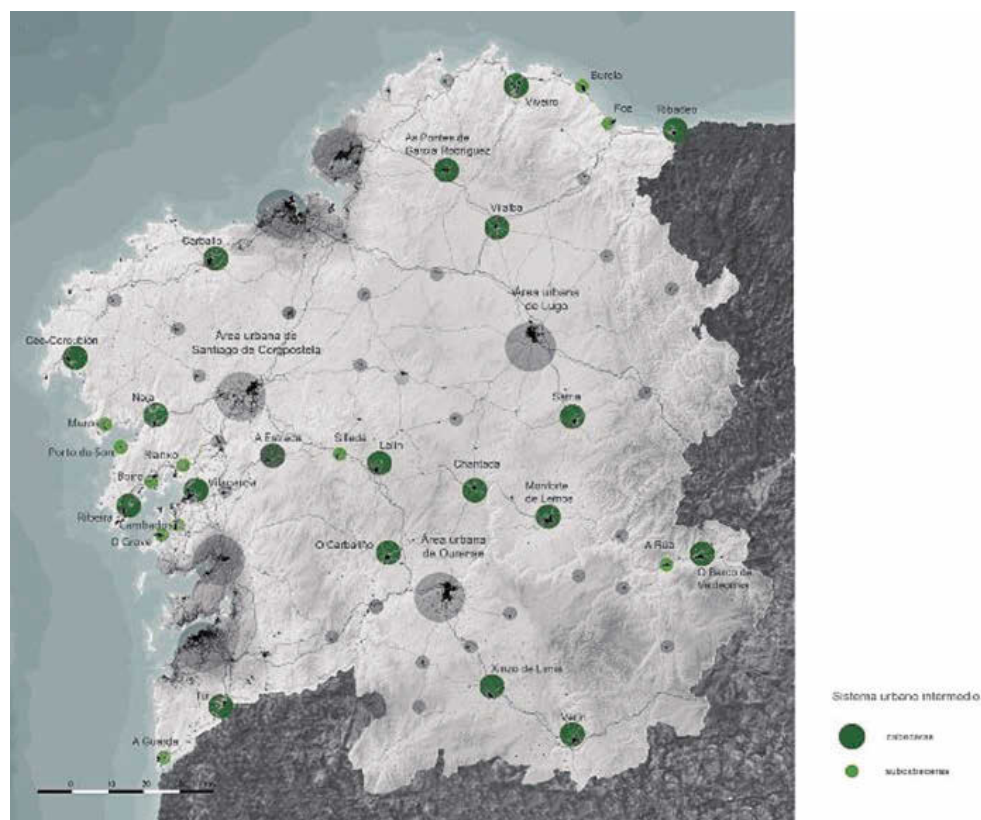 Burela
Viveiro
Foz
Ribadeo
As Pontes de
García Rodríguez
Vilalba
Carballo
Área urbana
de Lugo
Área urbana de
Santiago de Compostela
Cee-Corcubión
Noia
Sarria
Muros
A Estrada
Silleda
Lalín
Porto do Son
Rianxo
Chantada
Boiro
Vilagarcía
Monforte
de Lemos
Ribeira
Cambados
O Grove
O Carballiño
Área urbana
de Ourense
A Rúa
O Barco de
Valdeorras
Xinzo de Limia
Tui
Verín
A Guarda
Sistema urbano intermedio
cabeceras
subcabeceras
0 10